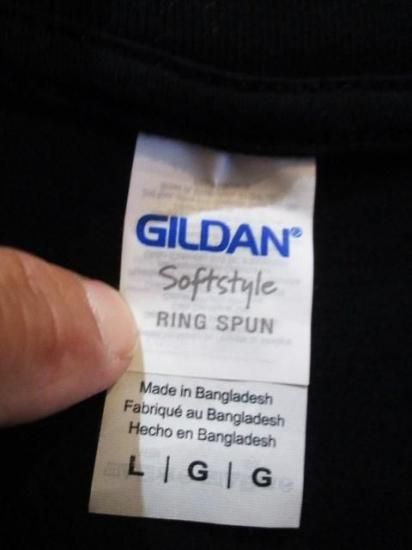 GILDAN®
Softstyle
RING SPUN
Made in Bangladesh
Fabriqué au Bangladesh
Hecho en Bangladesh
L | G | G